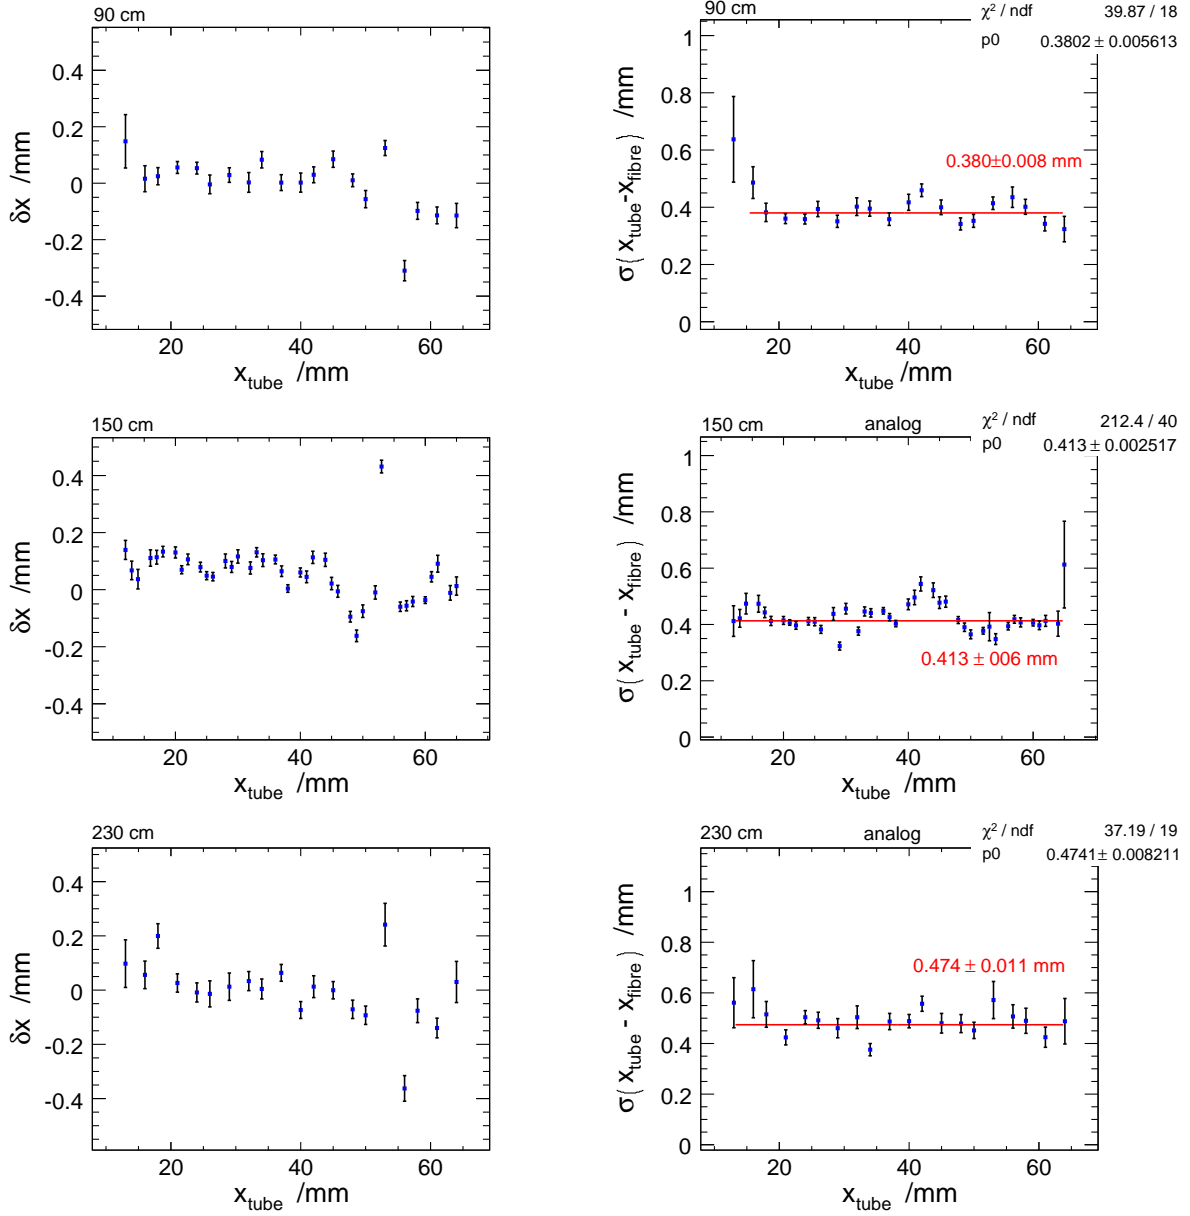 90 cm
0.4
0.2
0
-0.2
-0.4
δx /mm
20 40 60
x_tube /mm
90 cm
χ² / ndf 39.87 / 18
p0 0.3802 ± 0.005613
1
0.8
0.6
0.4
0.2
0
σ( x_tube - x_fibre ) /mm
0.380±0.008 mm
20 40 60
x_tube /mm
150 cm
0.4
0.2
0
-0.2
-0.4
δx /mm
20 40 60
x_tube /mm
150 cm analog
χ² / ndf 212.4 / 40
p0 0.413 ± 0.002517
1
0.8
0.6
0.4
0.2
0
σ( x_tube - x_fibre ) /mm
0.413 ± 006 mm
20 40 60
x_tube /mm
230 cm
0.4
0.2
0
-0.2
-0.4
δx /mm
20 40 60
x_tube /mm
230 cm analog
χ² / ndf 37.19 / 19
p0 0.4741 ± 0.008211
1
0.8
0.6
0.4
0.2
0
σ( x_tube - x_fibre ) /mm
0.474 ± 0.011 mm
20 40 60
x_tube /mm